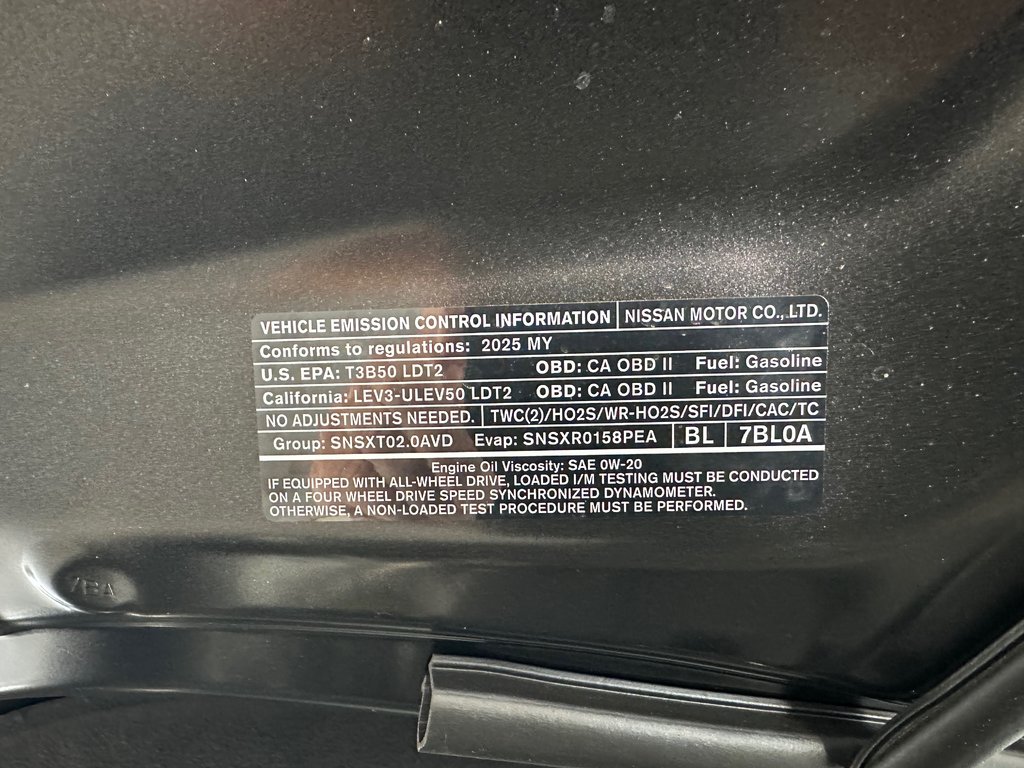 VEHICLE EMISSION CONTROL INFORMATION NISSAN MOTOR CO., LTD.
Conforms to regulations: 2025 MY
U.S. EPA: T3B50 LDT2 OBD: CA OBD II Fuel: Gasoline
California: LEV3-ULEV50 LDT2 OBD: CA OBD II Fuel: Gasoline
NO ADJUSTMENTS NEEDED. TWC(2)/HO2S/WR-HO2S/SFI/DFI/CAC/TC
Group: SNSXT02.0AVD Evap: SNSXR0158PEA BL 7BL0A
Engine Oil Viscosity: SAE 0W-20
IF EQUIPPED WITH ALL-WHEEL DRIVE, LOADED I/M TESTING MUST BE CONDUCTED
ON A FOUR WHEEL DRIVE SPEED SYNCHRONIZED DYNAMOMETER.
OTHERWISE, A NON-LOADED TEST PROCEDURE MUST BE PERFORMED.